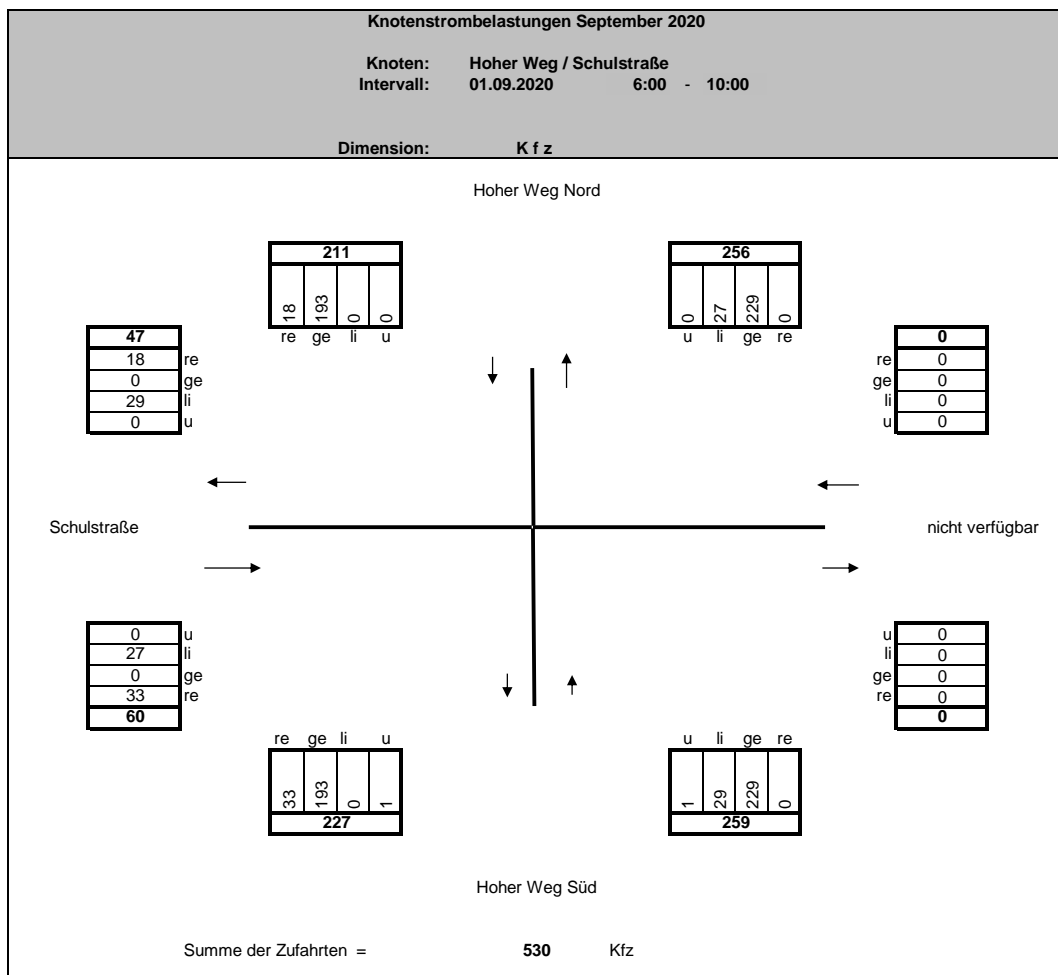 Knotenstrombelastungen September 2020
Knoten: Hoher Weg / Schulstraße
Intervall: 01.09.2020 6:00 - 10:00
Dimension: K f z
Hoher Weg Nord
211 256
18 193 0 0 0 27 229 0
re ge li u u li ge re
47 0
18 re re 0
0 ge ge 0
29 li li 0
0 u u 0
Schulstraße nicht verfügbar
0 u u 0
27 li li 0
0 ge ge 0
33 re re 0
60 0
re ge li u u li ge re
33 193 0 1 1 29 229 0
227 259
Hoher Weg Süd
Summe der Zufahrten = 530 Kfz